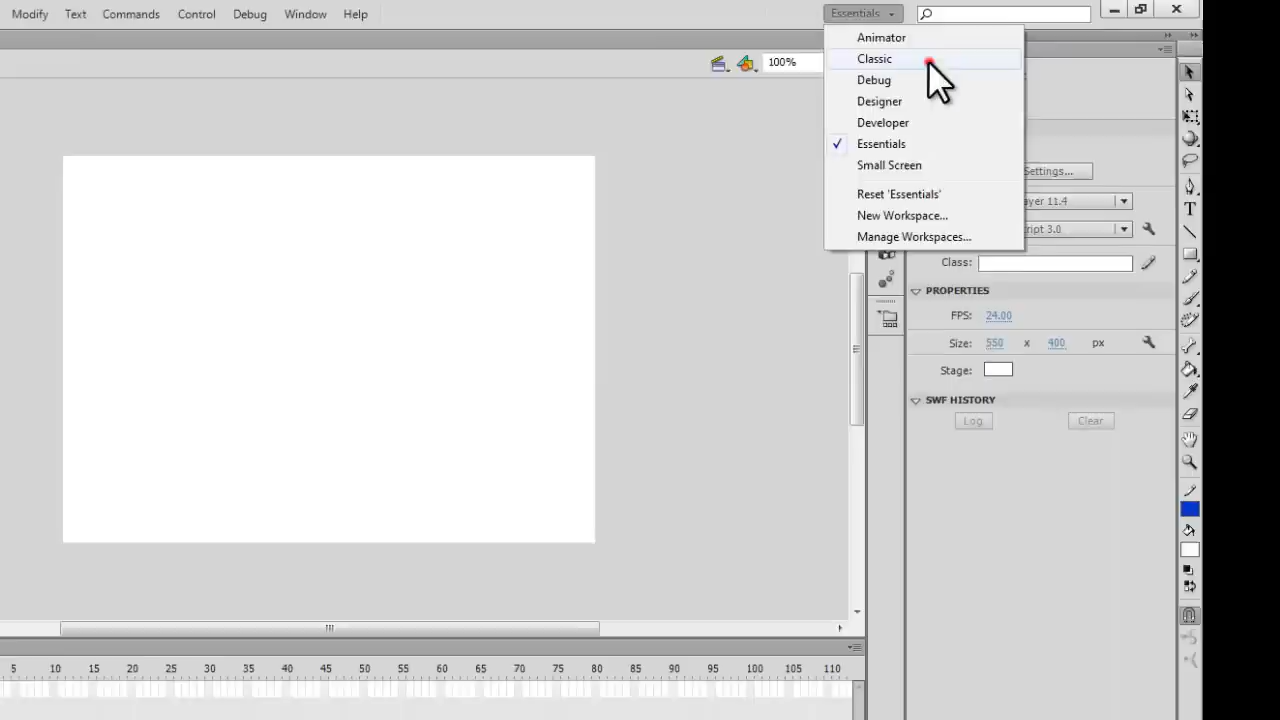 Modify Text Commands Control Debug Window Help Essentials
Animator
Classic
100%
Debug
Designer
Developer
Essentials
Small Screen
Settings...
Reset 'Essentials'
ayer 11.4
New Workspace...
ript 3.0
Manage Workspaces...
Class:
PROPERTIES
FPS: 24.00
Size: 550 x 400 px
Stage:
SWF HISTORY
Log Clear
5 10 15 20 25 30 35 40 45 50 55 60 65 70 75 80 85 90 95 100 105 110